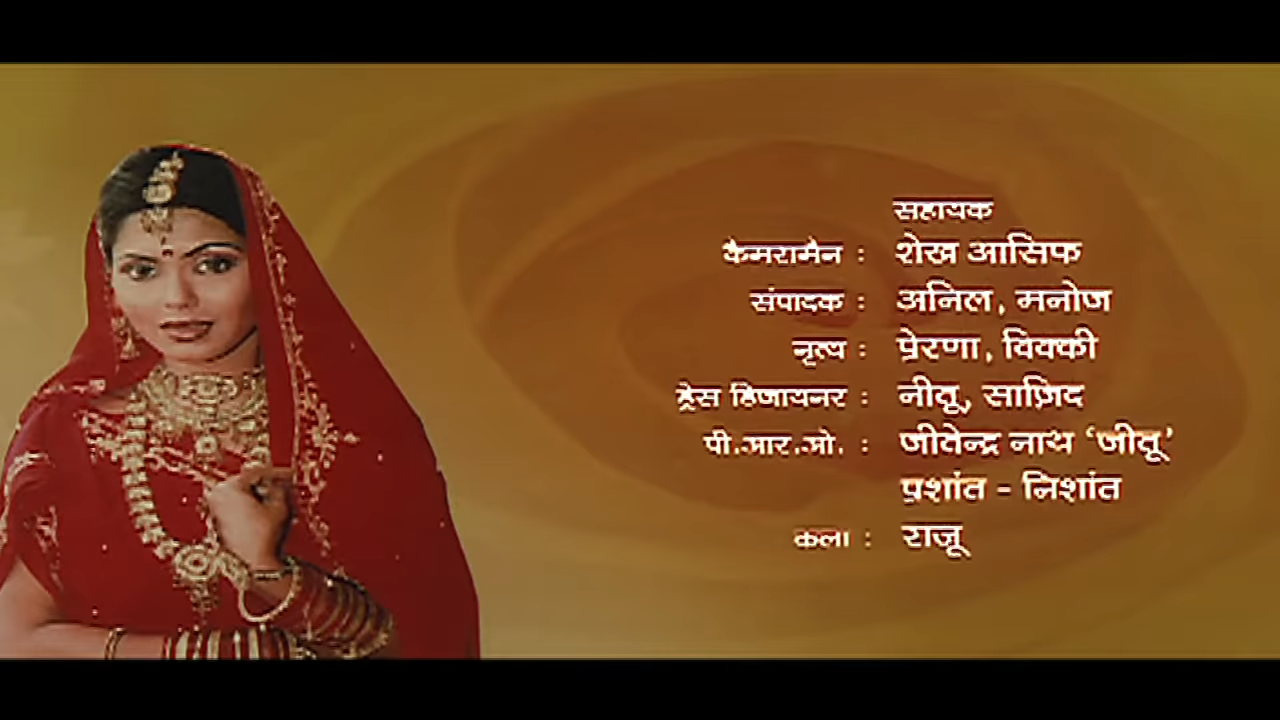 सहायक
कैमरामैन : शेख आसिफ
संपादक : अनिल, मनोज
नृत्य : प्रेरणा, विक्की
ड्रेस डिजायनर : नीतू, साज़िद
पी.आर.ओ. : जीतेन्द्र नाथ ‘जीतू’
प्रशांत - निशांत
कला : राजू